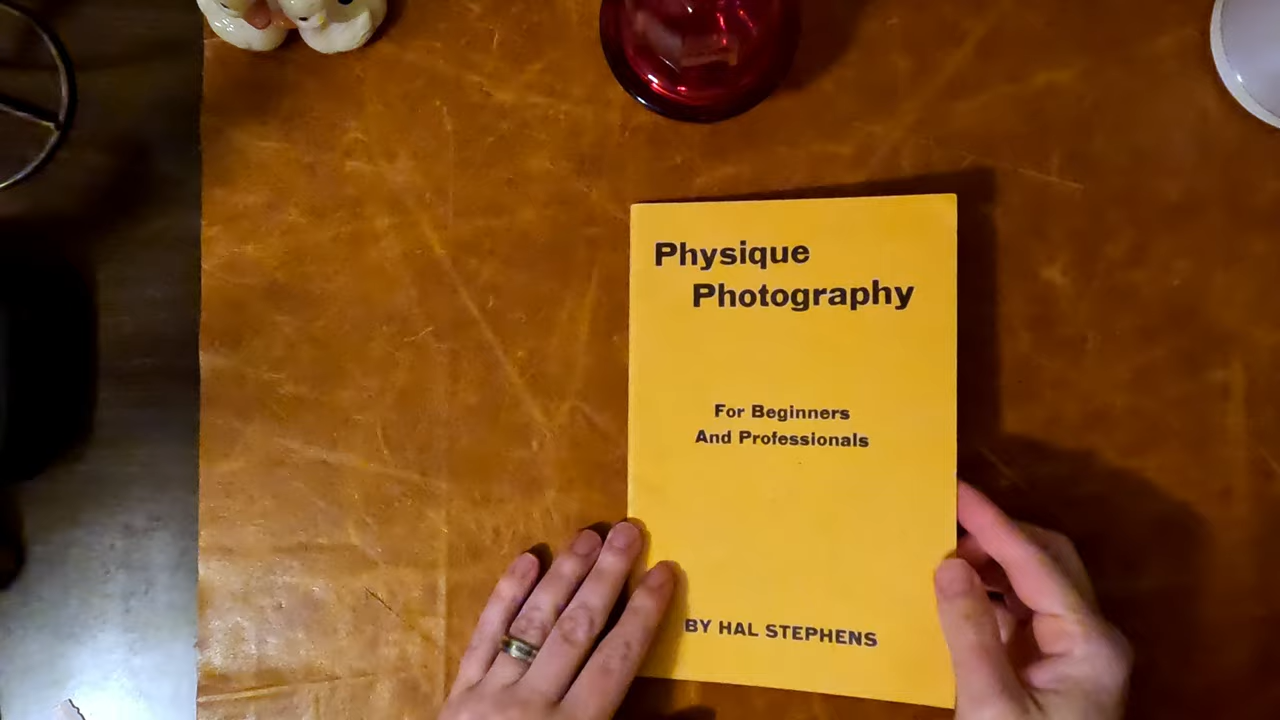 Physique
Photography
For Beginners
And Professionals
BY HAL STEPHENS